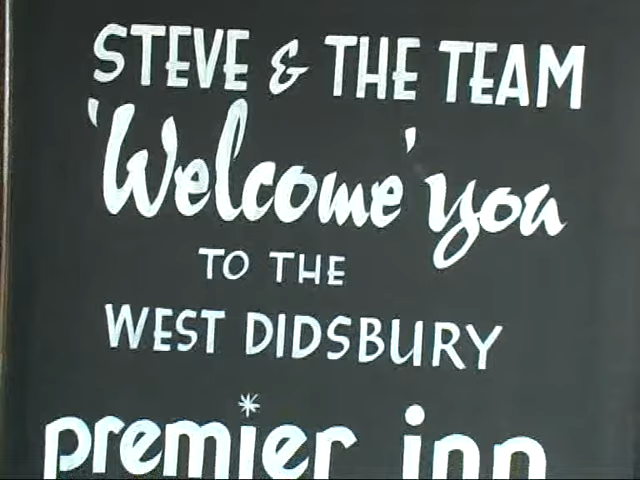 STEVE & THE TEAM
'Welcome' you
TO THE
WEST DIDSBURY
premier inn